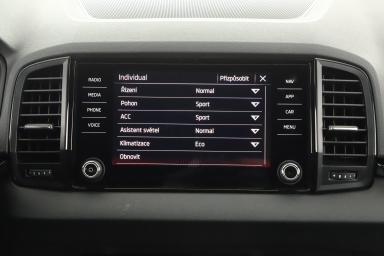 RADIO
MEDIA
PHONE
VOICE
Individual Přizpůsobit
Řízení Normal
Pohon Sport
ACC Sport
Asistent světel Normal
Klimatizace Eco
Obnovit
NAV
APP
CAR
MENU